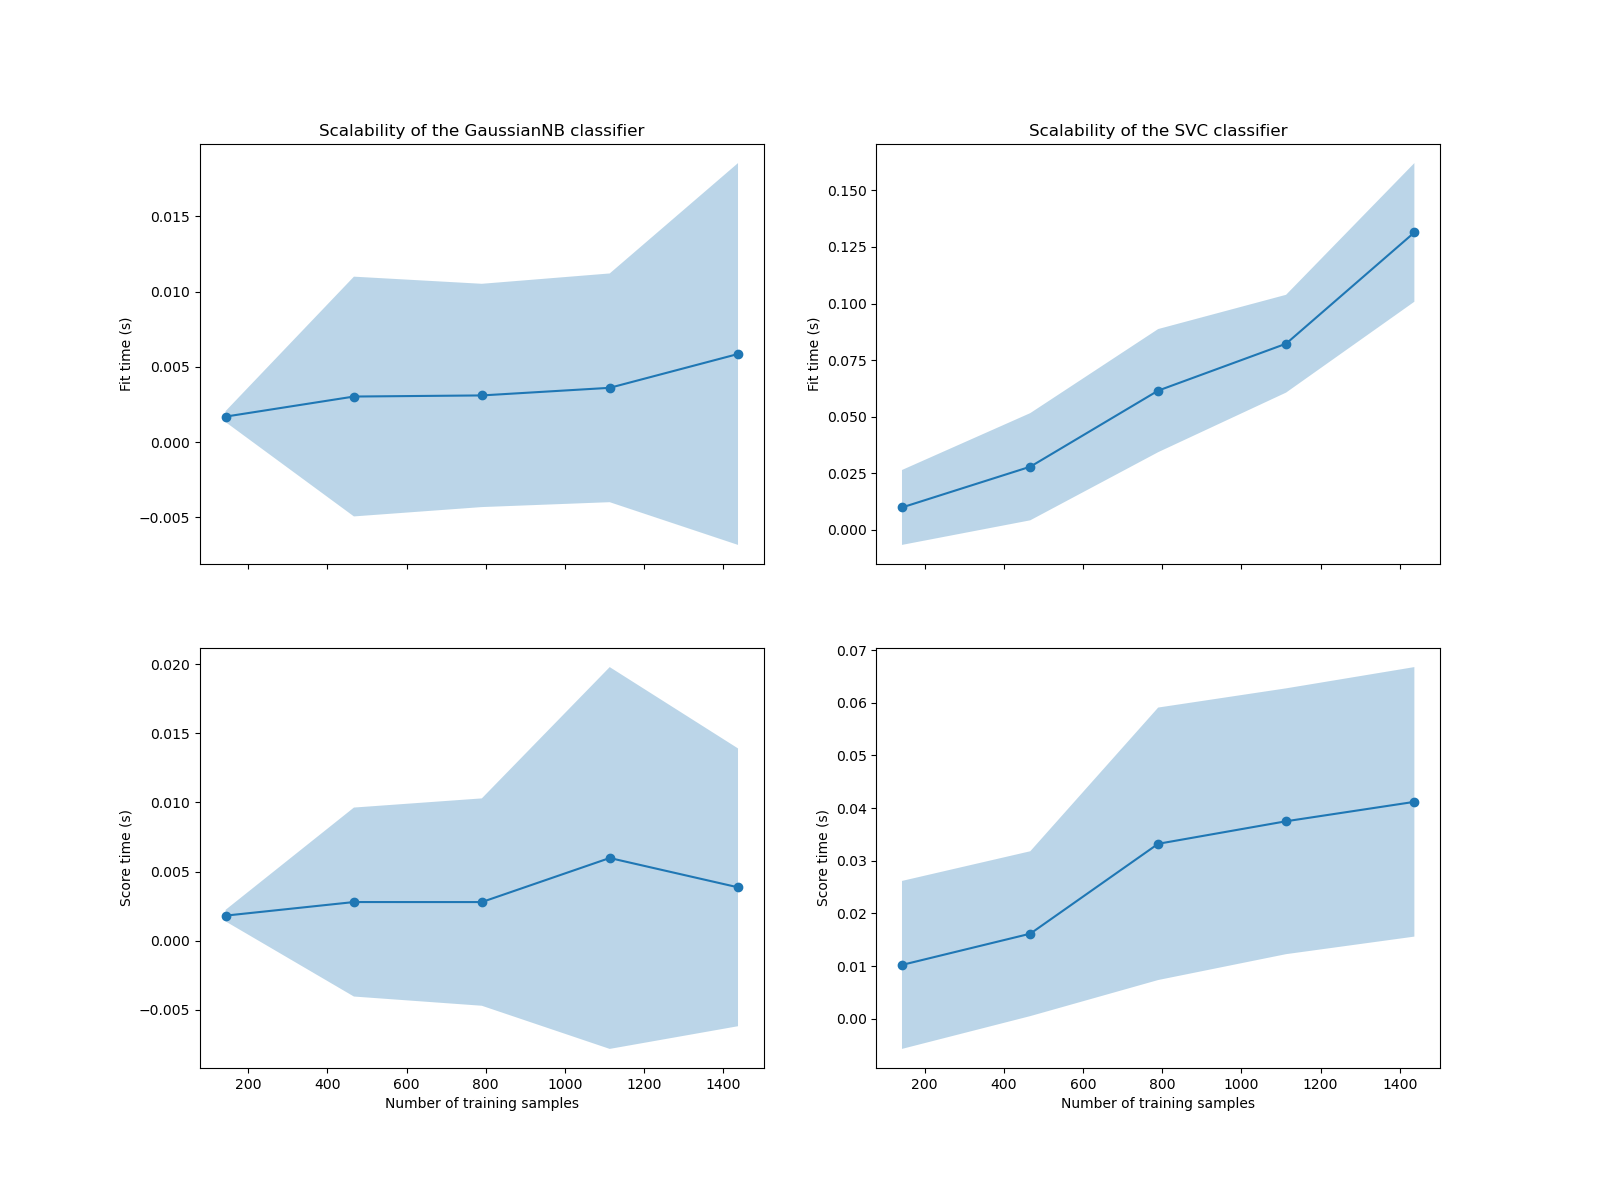 Scalability of the GaussianNB classifier
Scalability of the SVC classifier
0.015
0.010
0.005
0.000
−0.005
Fit time (s)
0.150
0.125
0.100
0.075
0.050
0.025
0.000
Fit time (s)
0.020
0.015
0.010
0.005
0.000
−0.005
Score time (s)
200 400 600 800 1000 1200 1400
Number of training samples
0.07
0.06
0.05
0.04
0.03
0.02
0.01
0.00
Score time (s)
200 400 600 800 1000 1200 1400
Number of training samples